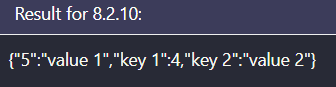 Result for 8.2.10:
{"5":"value 1","key 1":4,"key 2":"value 2"}